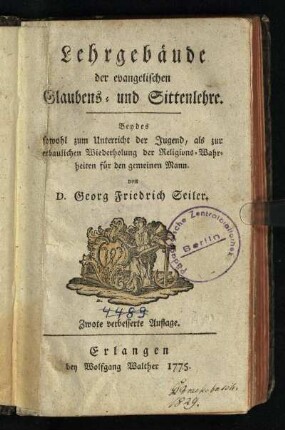 Lehrgebäude
der evangelischen
Glaubens- und Sittenlehre.
Beydes
sowohl zum Unterricht der Jugend, als zur
erbaulichen Wiederholung der Religions-Wahr-
heiten für den gemeinen Mann.
von
D. Georg Friedrich Seiler.
Pädagogische Zentralbibliothek
Berlin
4489
Zwote verbesserte Auflage.
Erlangen
bey Wolfgang Walther 1775.
1829.